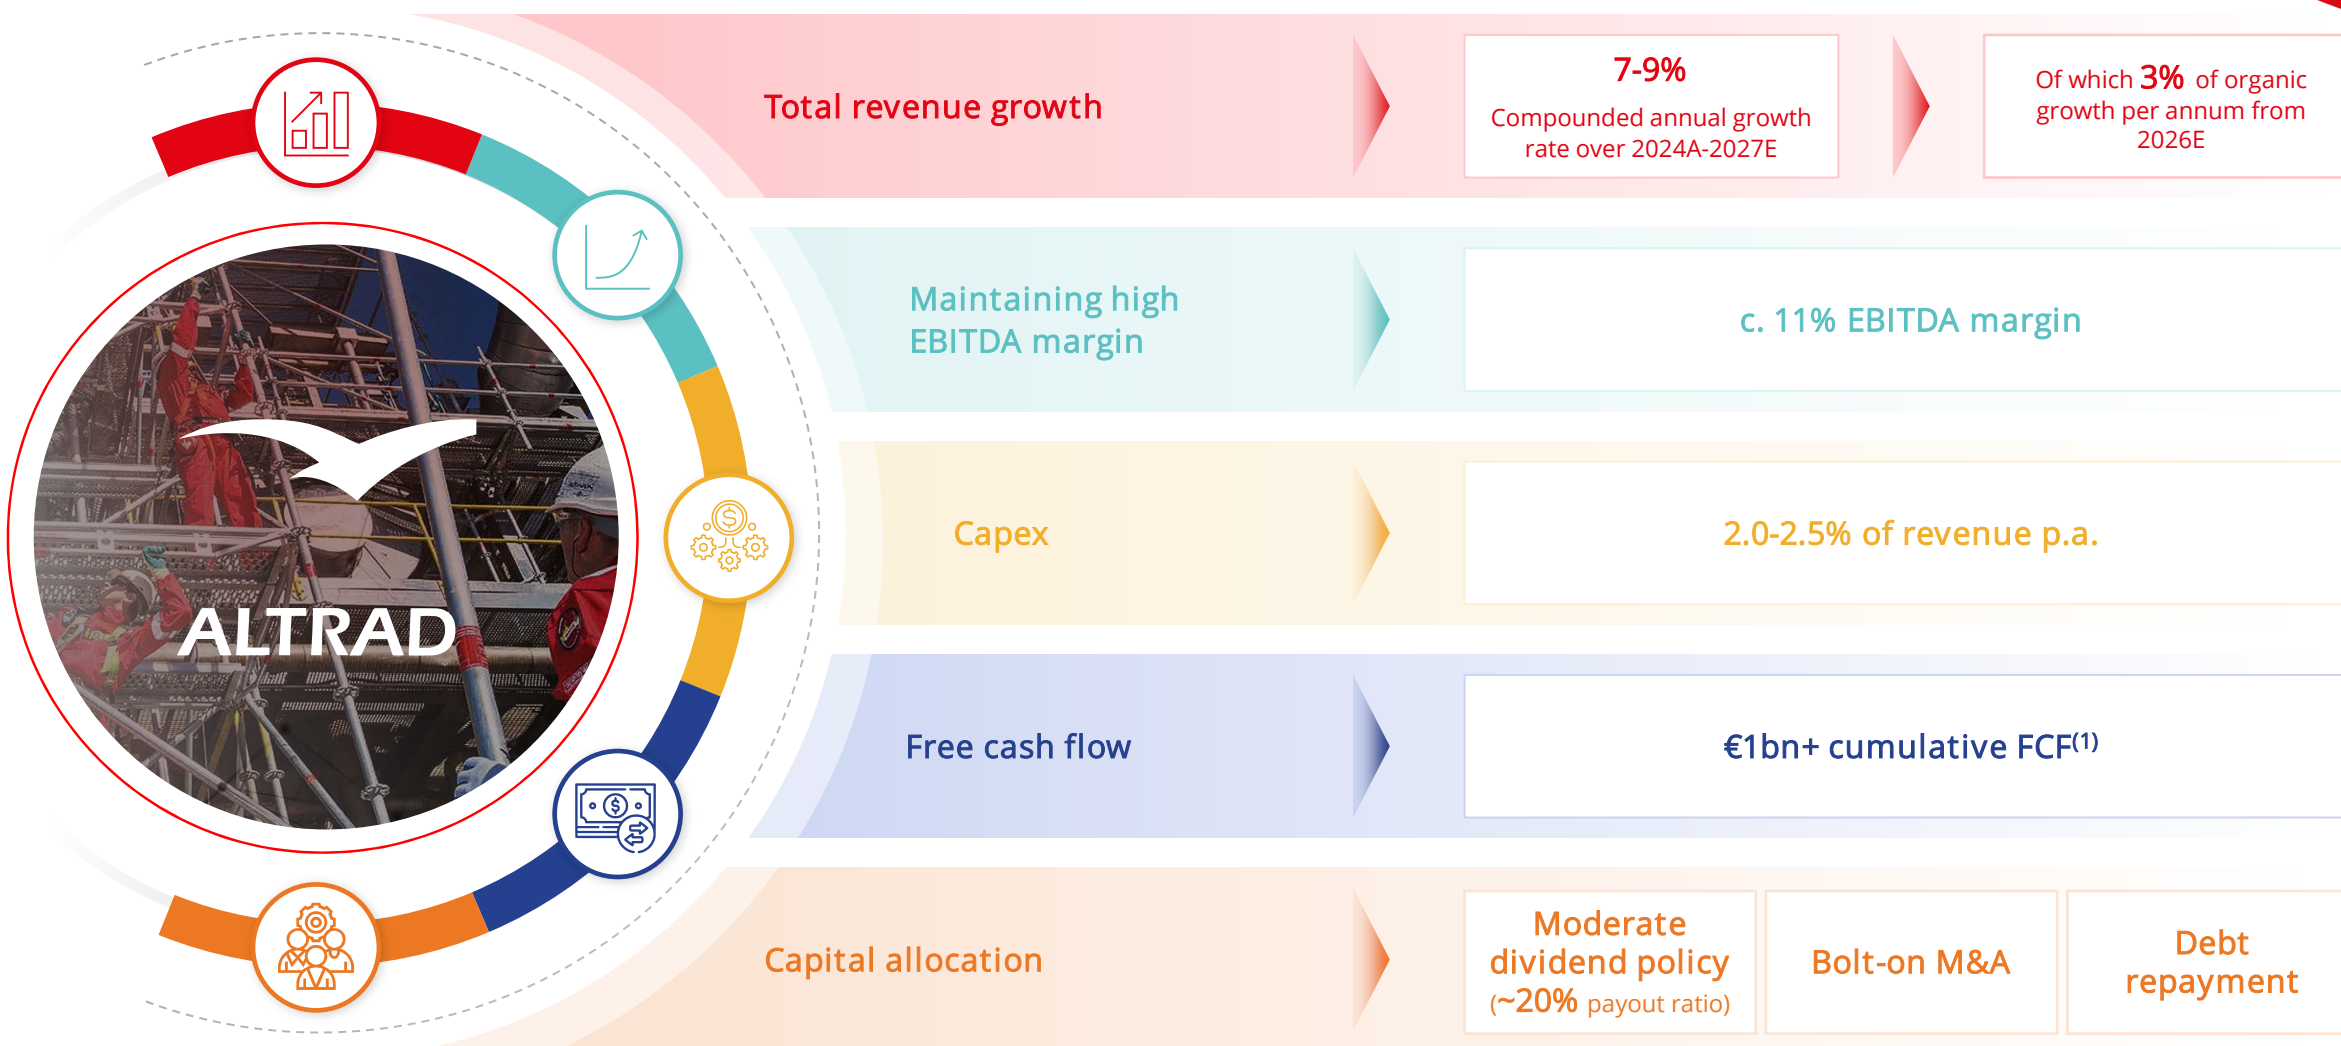 ALTRAD
Total revenue growth
7-9%
Compounded annual growth
rate over 2024A-2027E
Of which 3% of organic
growth per annum from
2026E
Maintaining high
EBITDA margin
c. 11% EBITDA margin
Capex
2.0-2.5% of revenue p.a.
Free cash flow
€1bn+ cumulative FCF(1)
Capital allocation
Moderate
dividend policy
(~20% payout ratio)
Bolt-on M&A
Debt
repayment